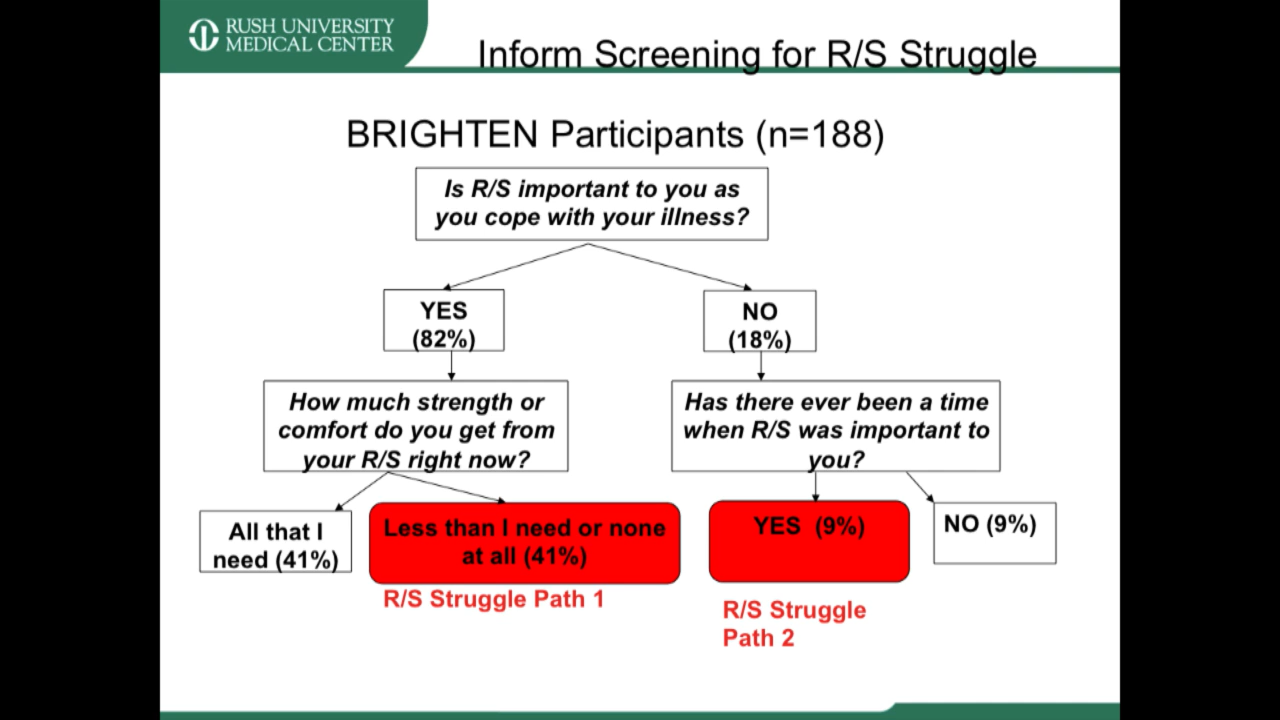 RUSH UNIVERSITY
MEDICAL CENTER
Inform Screening for R/S Struggle
BRIGHTEN Participants (n=188)
Is R/S important to you as
you cope with your illness?
YES
(82%)
NO
(18%)
How much strength or
comfort do you get from
your R/S right now?
Has there ever been a time
when R/S was important to
you?
All that I
need (41%)
Less than I need or none
at all (41%)
YES (9%)
NO (9%)
R/S Struggle Path 1
R/S Struggle
Path 2